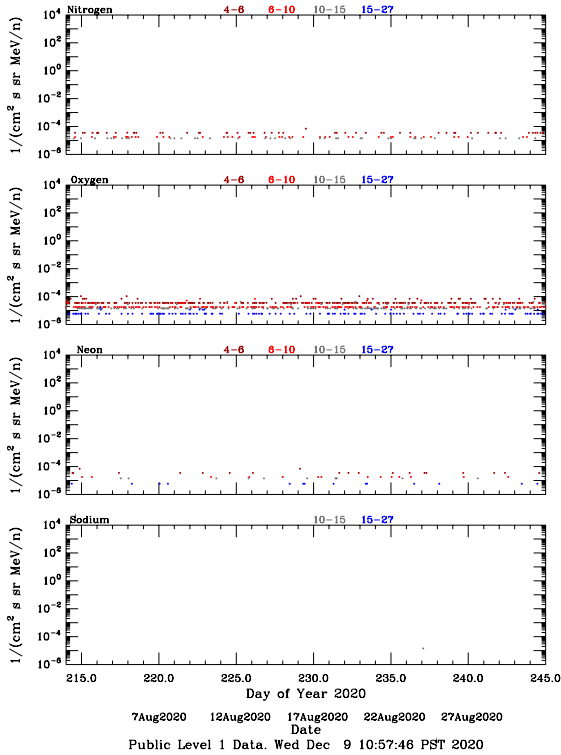 Nitrogen 4-6 6-10 10-15 15-27
10^4
10^2
10^0
10^-2
10^-4
10^-6
1/(cm^2 s sr MeV/n)
Oxygen 4-6 6-10 10-15 15-27
10^4
10^2
10^0
10^-2
10^-4
10^-6
1/(cm^2 s sr MeV/n)
Neon 4-6 6-10 10-15 15-27
10^4
10^2
10^0
10^-2
10^-4
10^-6
1/(cm^2 s sr MeV/n)
Sodium 10-15 15-27
10^4
10^2
10^0
10^-2
10^-4
10^-6
1/(cm^2 s sr MeV/n)
215.0 220.0 225.0 230.0 235.0 240.0 245.0
Day of Year 2020
7Aug2020 12Aug2020 17Aug2020 22Aug2020 27Aug2020
Date
Public Level 1 Data. Wed Dec 9 10:57:46 PST 2020